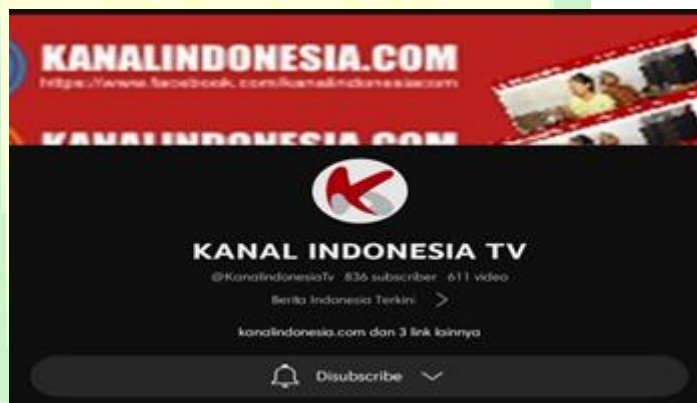 KANALINDONESIA.COM
https://www.facebook.com/kanalindonesiacom
KANALINDONESIA.COM
KANAL INDONESIA TV
@KanalindonesiaTv 836 subscriber 611 video
Berita Indonesia Terkini
kanalindonesia.com dan 3 link lainnya
Disubscribe